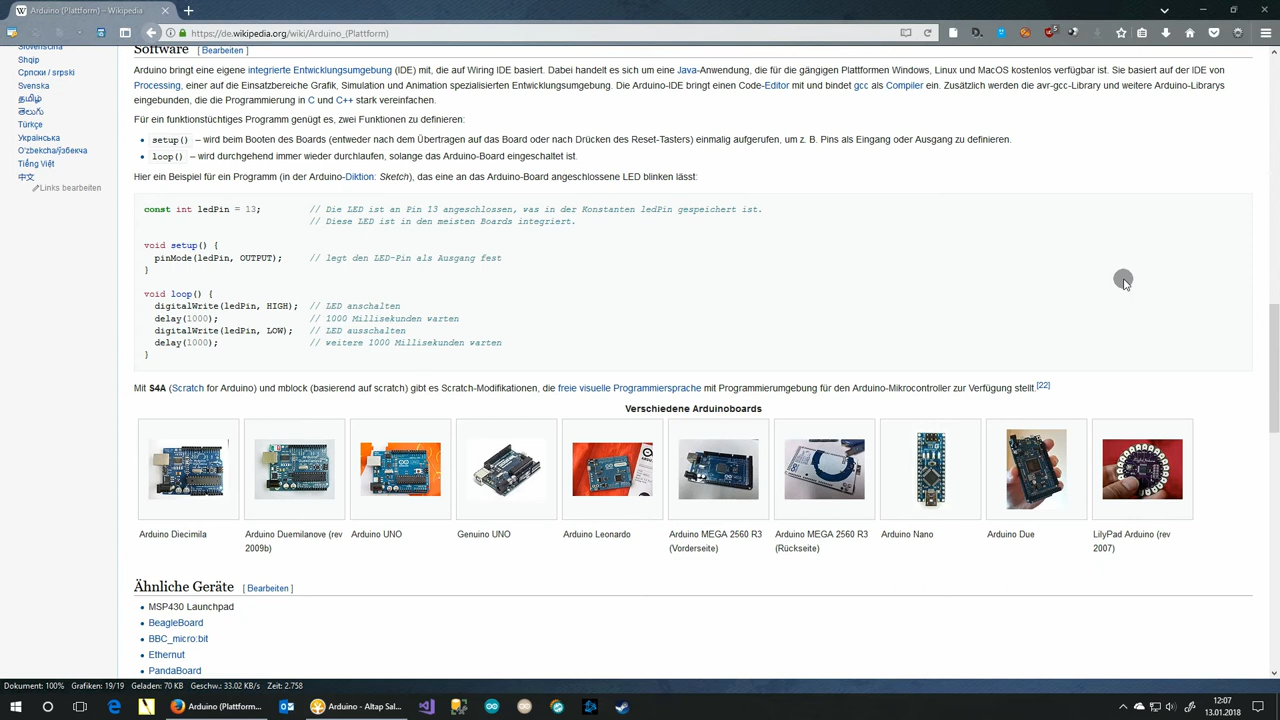 Arduino (Plattform) – Wikipedia
https://de.wikipedia.org/wiki/Arduino_(Plattform)
Slovenščina
Shqip
Српски / srpski
Svenska
தமிழ்
తెలుగు
Türkçe
Українська
Oʻzbekcha/ўзбекча
Tiếng Việt
中文
Links bearbeiten
Software [ Bearbeiten ]
Arduino bringt eine eigene integrierte Entwicklungsumgebung (IDE) mit, die auf Wiring IDE basiert. Dabei handelt es sich um eine Java-Anwendung, die für die gängigen Plattformen Windows, Linux und MacOS kostenlos verfügbar ist. Sie basiert auf der IDE von
Processing, einer auf die Einsatzbereiche Grafik, Simulation und Animation spezialisierten Entwicklungsumgebung. Die Arduino-IDE bringt einen Code-Editor mit und bindet gcc als Compiler ein. Zusätzlich werden die avr-gcc-Library und weitere Arduino-Librarys
eingebunden, die die Programmierung in C und C++ stark vereinfachen.
Für ein funktionstüchtiges Programm genügt es, zwei Funktionen zu definieren:
• setup() – wird beim Booten des Boards (entweder nach dem Übertragen auf das Board oder nach Drücken des Reset-Tasters) einmalig aufgerufen, um z. B. Pins als Eingang oder Ausgang zu definieren.
• loop() – wird durchgehend immer wieder durchlaufen, solange das Arduino-Board eingeschaltet ist.
Hier ein Beispiel für ein Programm (in der Arduino-Diktion: Sketch), das eine an das Arduino-Board angeschlossene LED blinken lässt:
const int ledPin = 13; // Die LED ist an Pin 13 angeschlossen, was in der Konstanten ledPin gespeichert ist.
// Diese LED ist in den meisten Boards integriert.
void setup() {
pinMode(ledPin, OUTPUT); // legt den LED-Pin als Ausgang fest
}
void loop() {
digitalWrite(ledPin, HIGH); // LED anschalten
delay(1000); // 1000 Millisekunden warten
digitalWrite(ledPin, LOW); // LED ausschalten
delay(1000); // weitere 1000 Millisekunden warten
}
Mit S4A (Scratch for Arduino) und mblock (basierend auf scratch) gibt es Scratch-Modifikationen, die freie visuelle Programmiersprache mit Programmierumgebung für den Arduino-Mikrocontroller zur Verfügung stellt.[22]
Verschiedene Arduinoboards
Arduino Diecimila
Arduino Duemilanove (rev
2009b)
Arduino UNO
Genuino UNO
Arduino Leonardo
Arduino MEGA 2560 R3
(Vorderseite)
Arduino MEGA 2560 R3
(Rückseite)
Arduino Nano
Arduino Due
LilyPad Arduino (rev
2007)
Ähnliche Geräte [ Bearbeiten ]
• MSP430 Launchpad
• BeagleBoard
• BBC_micro:bit
• Ethernut
• PandaBoard
Dokument: 100% Grafiken: 19/19 Geladen: 70 KB Geschw.: 33.02 KB/s Zeit: 2.758
Arduino (Plattform...
Arduino - Altap Sal...
12:07
13.01.2018